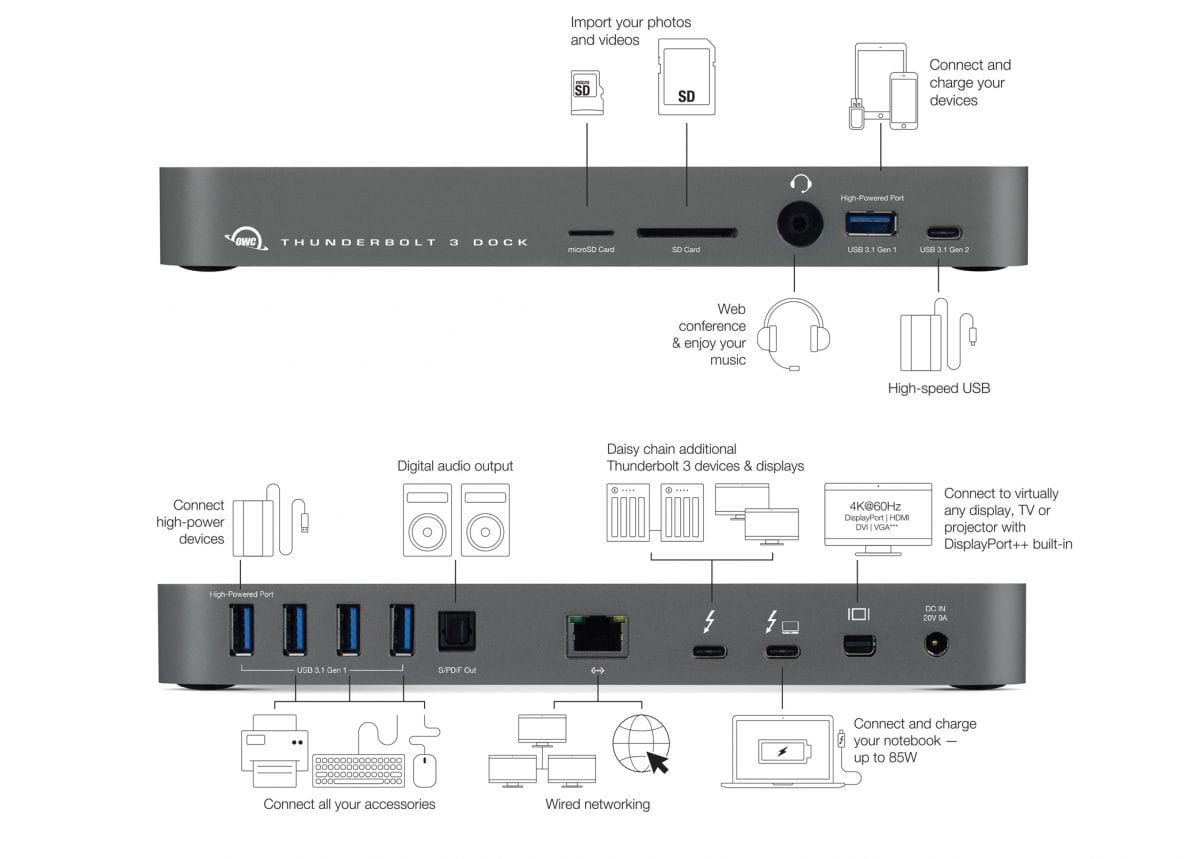 Import your photos
and videos
micro
SD
SD
Connect and
charge your
devices
High-Powered Port
OWC
THUNDERBOLT 3 DOCK
microSD Card
SD Card
USB 3.1 Gen 1
USB 3.1 Gen 2
Web
conference
& enjoy your
music
High-speed USB
Connect
high-power
devices
Digital audio output
Daisy chain additional
Thunderbolt 3 devices & displays
4K@60Hz
DisplayPort | HDMI
DVI | VGA***
Connect to virtually
any display, TV or
projector with
DisplayPort++ built-in
High-Powered Port
USB 3.1 Gen 1
S/PDIF Out
DC IN
20V 9A
Connect all your accessories
Wired networking
Connect and charge
your notebook —
up to 85W